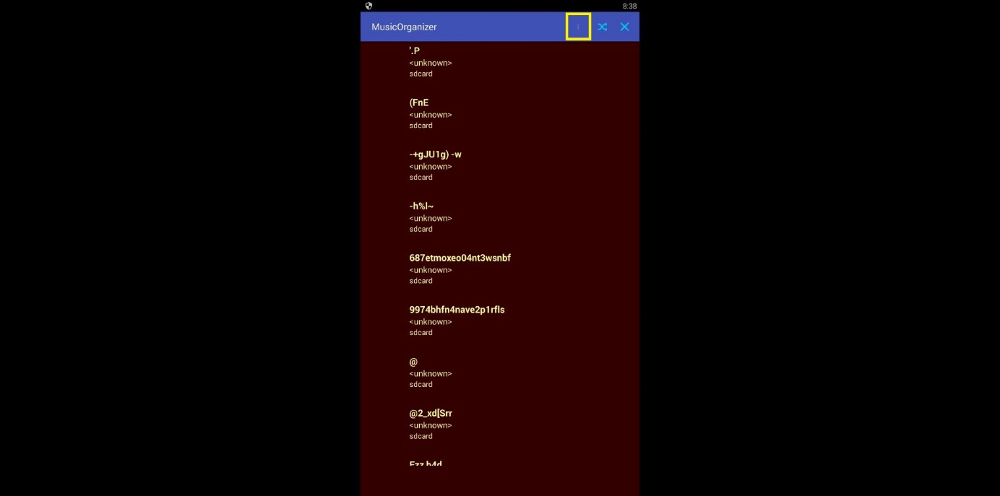 8:38
MusicOrganizer
'.P
<unknown>
sdcard
(FnE
<unknown>
sdcard
-+gJU1g) -w
<unknown>
sdcard
-h%l~
<unknown>
sdcard
687etmoxeo04nt3wsnbf
<unknown>
sdcard
9974bhfn4nave2p1rfls
<unknown>
sdcard
@
<unknown>
sdcard
@2_xd[Srr
<unknown>
sdcard